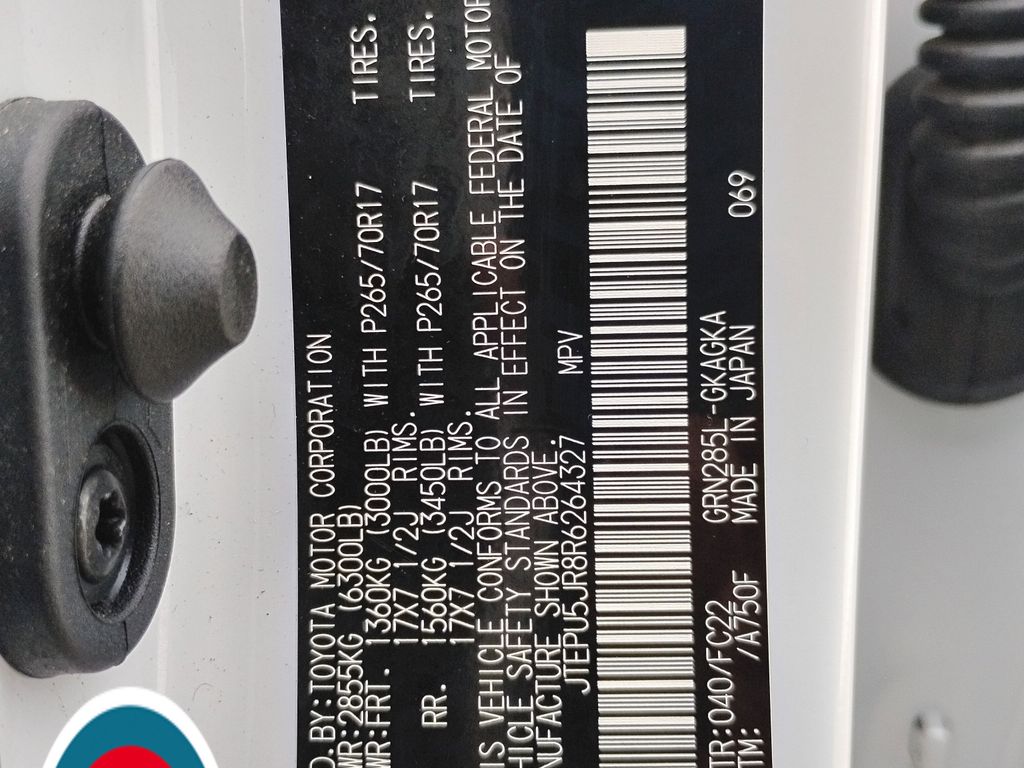 D. BY:TOYOTA MOTOR CORPORATION
WR:2855KG (6300LB)
WR:FRT. 1360KG (3000LB) WITH P265/70R17 TIRES.
17X7 1/2J RIMS.
RR. 1560KG (3450LB) WITH P265/70R17 TIRES.
17X7 1/2J RIMS.
IS VEHICLE CONFORMS TO ALL APPLICABLE FEDERAL MOTOR
HICLE SAFETY STANDARDS IN EFFECT ON THE DATE OF
NUFACTURE SHOWN ABOVE.
JTEPU5JR8R6264327 MPV
TR:040/FC22 GRN285L-GKAGKA 069
TM: /A750F MADE IN JAPAN